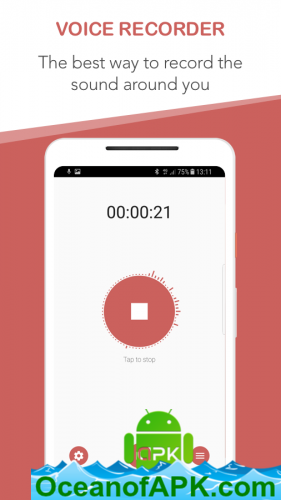 VOICE RECORDER
The best way to record the
sound around you
75% 13:11
00:00:21
Tap to stop
OceanofAPK.com